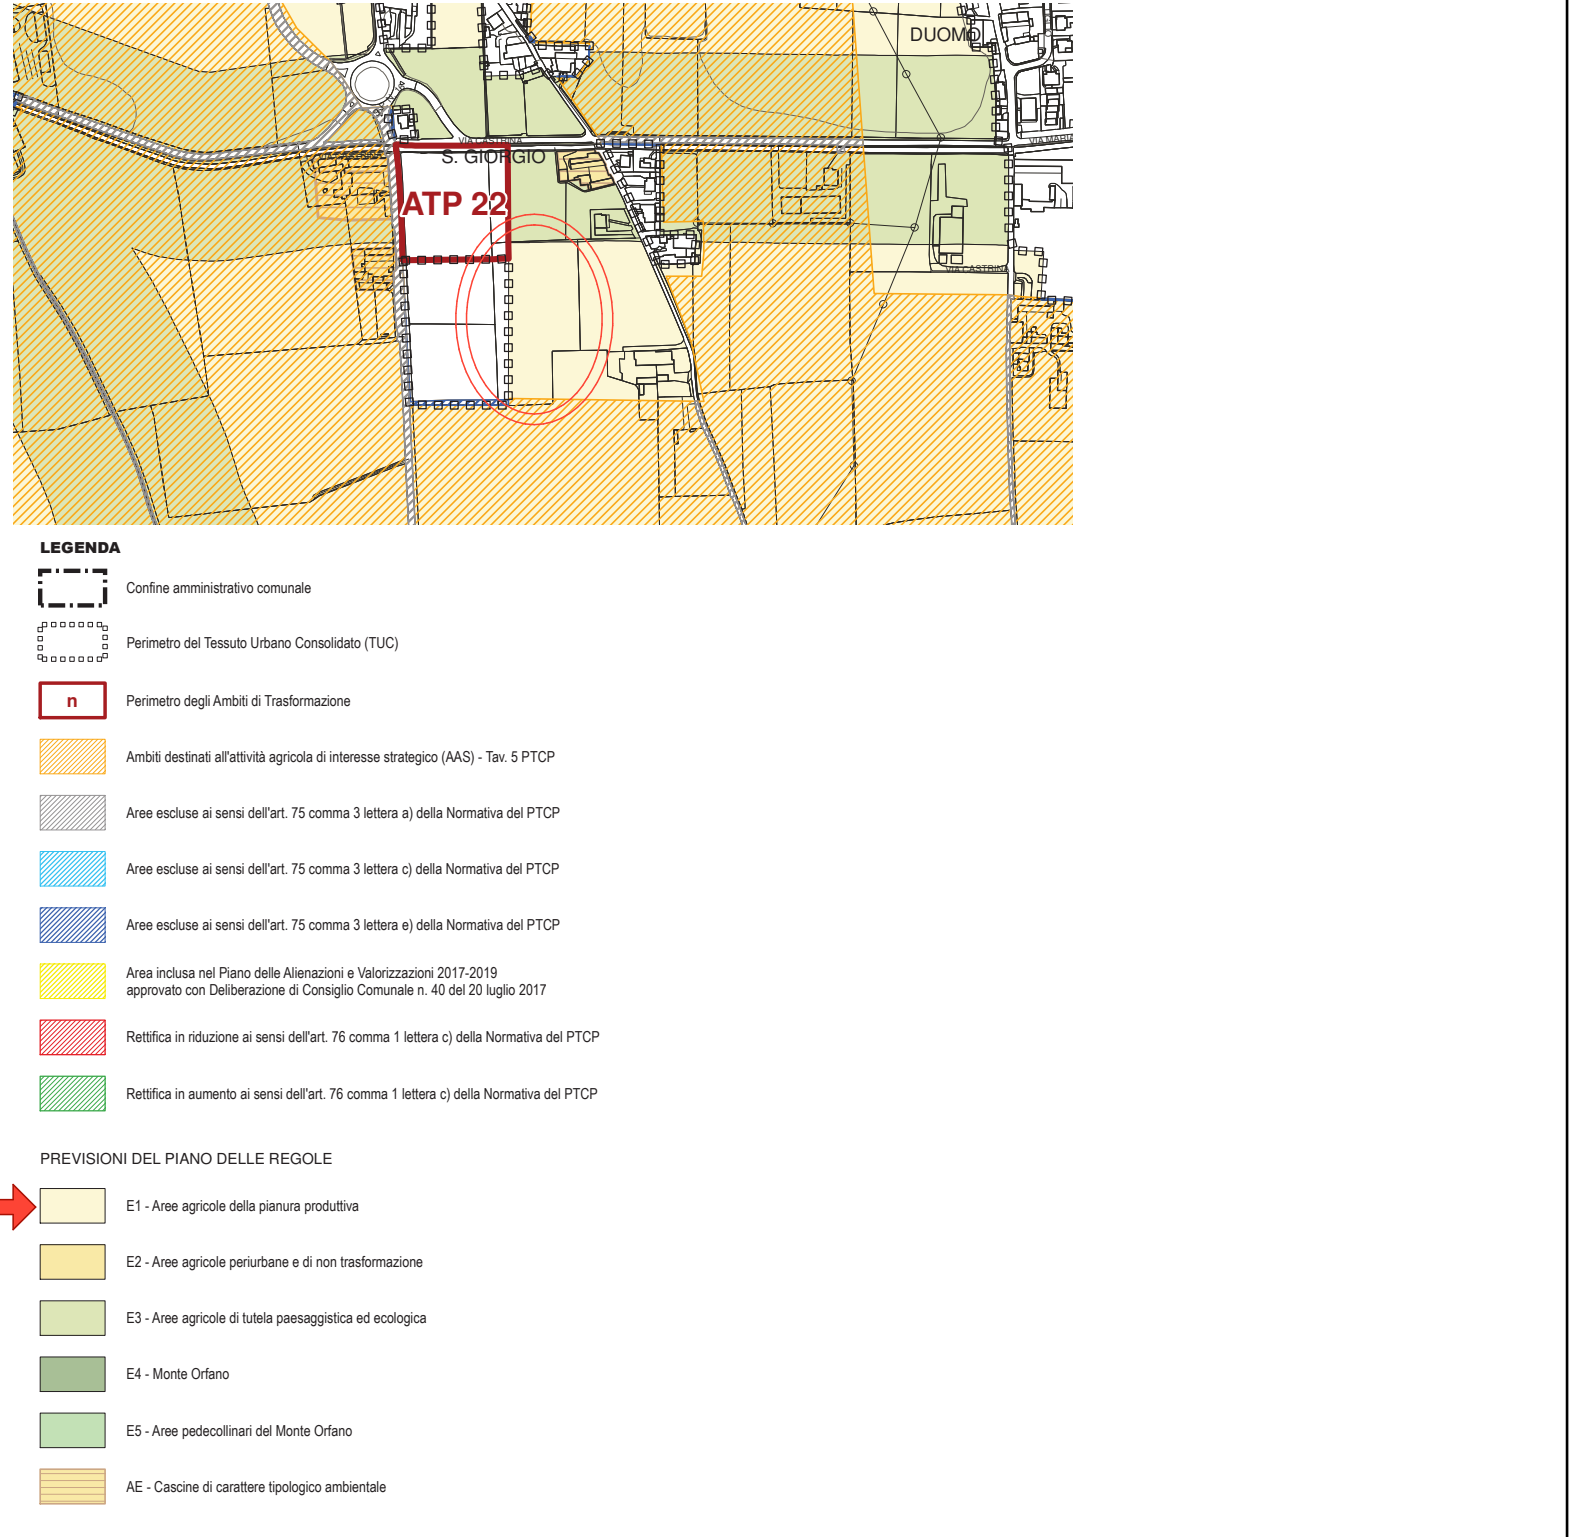 DUOMO
VIA CASTRINA
VIA MARIA
S. GIORGIO
ATP 22
VIA CASTRINA
LEGENDA
Confine amministrativo comunale
Perimetro del Tessuto Urbano Consolidato (TUC)
n
Perimetro degli Ambiti di Trasformazione
Ambiti destinati all'attività agricola di interesse strategico (AAS) - Tav. 5 PTCP
Aree escluse ai sensi dell'art. 75 comma 3 lettera a) della Normativa del PTCP
Aree escluse ai sensi dell'art. 75 comma 3 lettera c) della Normativa del PTCP
Aree escluse ai sensi dell'art. 75 comma 3 lettera e) della Normativa del PTCP
Area inclusa nel Piano delle Alienazioni e Valorizzazioni 2017-2019
approvato con Deliberazione di Consiglio Comunale n. 40 del 20 luglio 2017
Rettifica in riduzione ai sensi dell'art. 76 comma 1 lettera c) della Normativa del PTCP
Rettifica in aumento ai sensi dell'art. 76 comma 1 lettera c) della Normativa del PTCP
PREVISIONI DEL PIANO DELLE REGOLE
E1 - Aree agricole della pianura produttiva
E2 - Aree agricole periurbane e di non trasformazione
E3 - Aree agricole di tutela paesaggistica ed ecologica
E4 - Monte Orfano
E5 - Aree pedecollinari del Monte Orfano
AE - Cascine di carattere tipologico ambientale